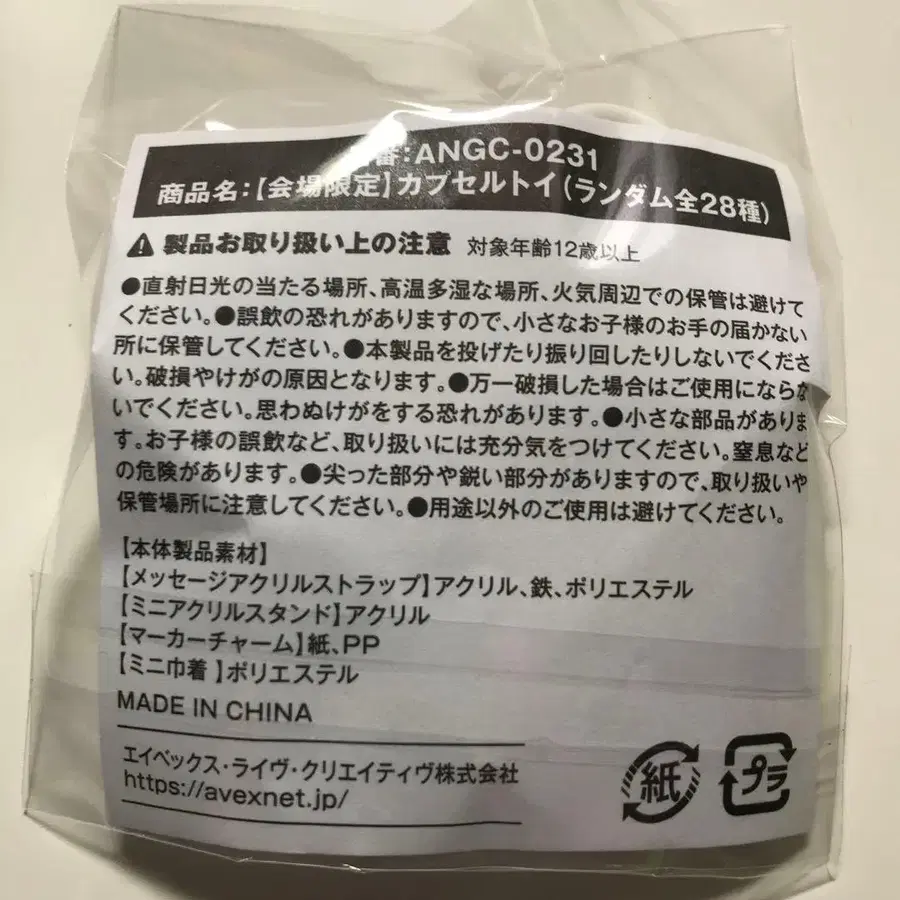 番:ANGC-0231
商品名:【会場限定】カプセルトイ(ランダム全28種)
製品お取り扱い上の注意 対象年齢12歳以上
●直射日光の当たる場所、高温多湿な場所、火気周辺での保管は避けて
ください。●誤飲の恐れがありますので、小さなお子様のお手の届かない
所に保管してください。●本製品を投げたり振り回したりしないでくださ
い。破損やけがの原因となります。●万一破損した場合はご使用にならな
いでください。思わぬけがをする恐れがあります。●小さな部品がありま
す。お子様の誤飲など、取り扱いには充分気をつけてください。窒息など
の危険があります。●尖った部分や鋭い部分がありますので、取り扱いや
保管場所に注意してください。●用途以外のご使用は避けてください。
【本体製品素材】
【メッセージアクリルストラップ】アクリル、鉄、ポリエステル
【ミニアクリルスタンド】アクリル
【マーカーチャーム】紙、PP
【ミニ巾着 】ポリエステル
MADE IN CHINA
エイベックス・ライヴ・クリエイティヴ株式会社
https://avexnet.jp/
紙
プラ